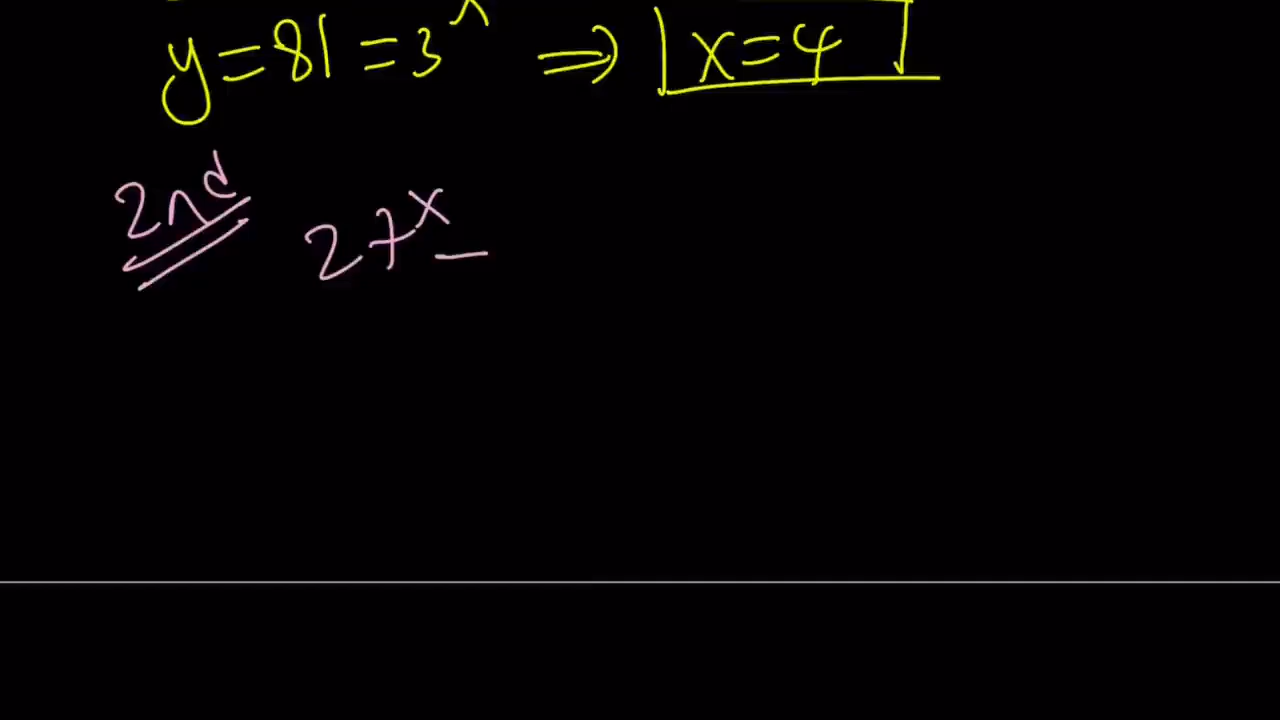 y = 81 = 3^x ⇒ x = 4
2nd 27^x −